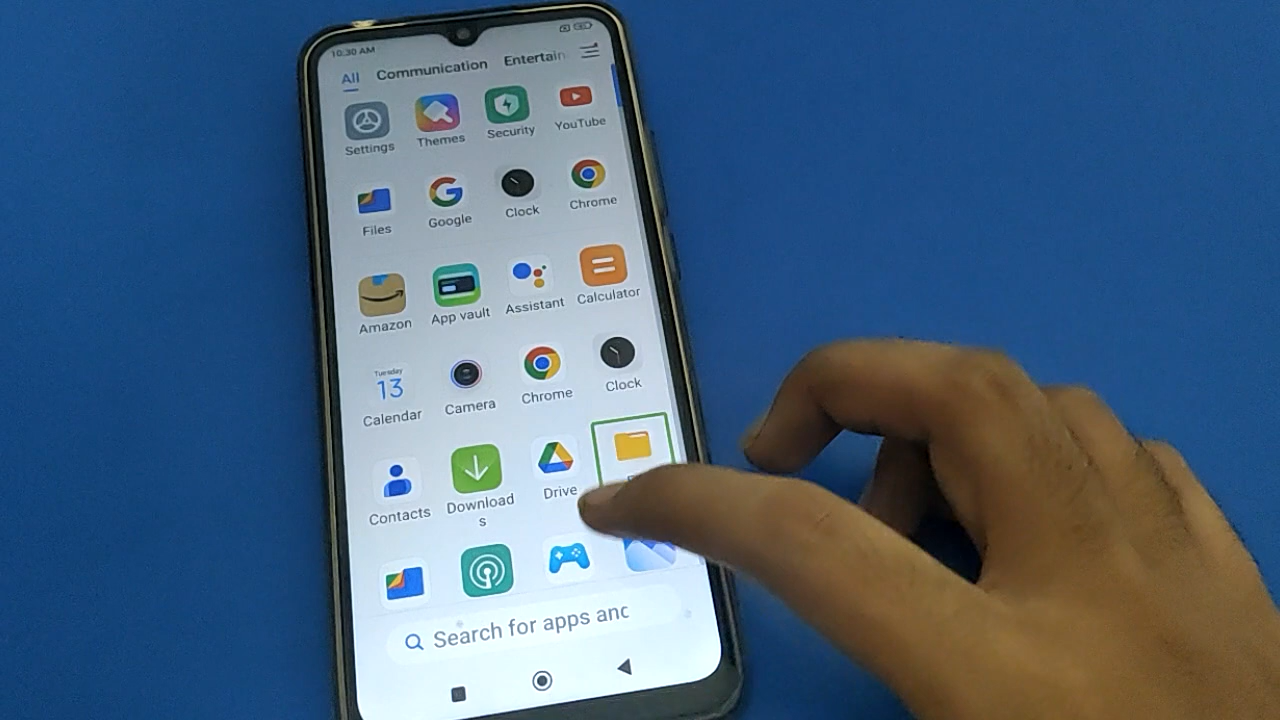 10:30 AM
All Communication Entertain
Settings Themes Security YouTube
Files Google Clock Chrome
Amazon App vault Assistant Calculator
Tuesday
13
Calendar Camera Chrome Clock
Contacts Download
s Drive
Search for apps and